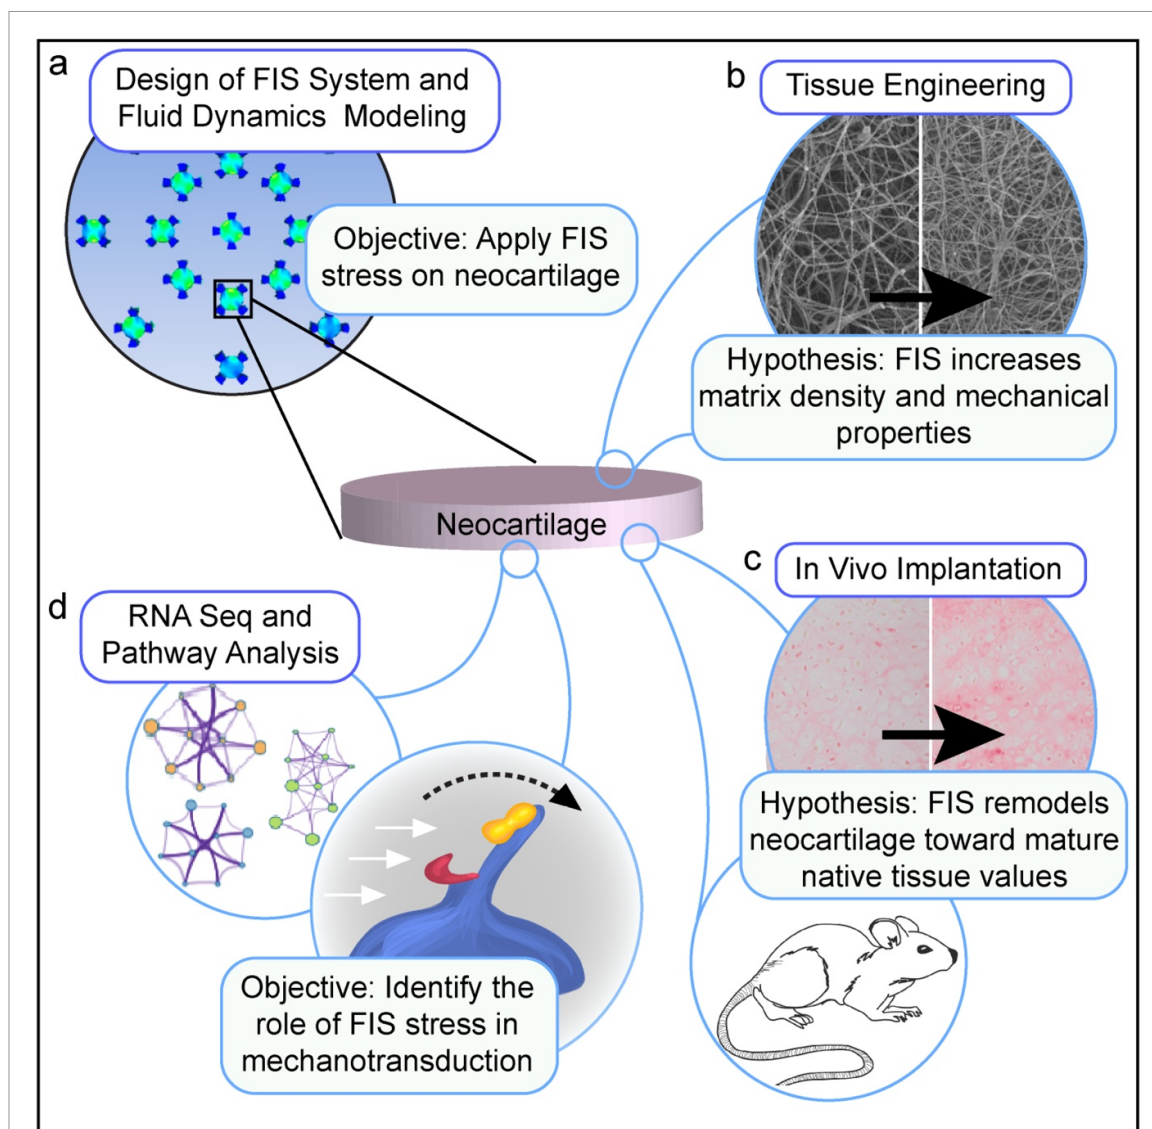 a
Design of FIS System and
Fluid Dynamics Modeling
Objective: Apply FIS
stress on neocartilage
b
Tissue Engineering
Hypothesis: FIS increases
matrix density and mechanical
properties
Neocartilage
c
In Vivo Implantation
Hypothesis: FIS remodels
neocartilage toward mature
native tissue values
d
RNA Seq and
Pathway Analysis
Objective: Identify the
role of FIS stress in
mechanotransduction